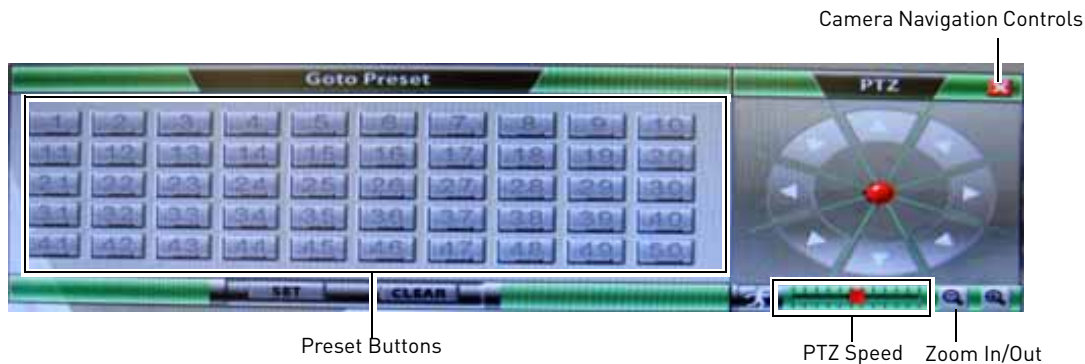 Camera Navigation Controls
Goto Preset
PTZ
1 2 3 4 5 6 7 8 9 10
11 12 13 14 15 16 17 18 19 20
21 22 23 24 25 26 27 28 29 30
31 32 33 34 35 36 37 38 39 40
41 42 43 44 45 46 47 48 49 50
SET CLEAR
Preset Buttons
PTZ Speed
Zoom In/Out